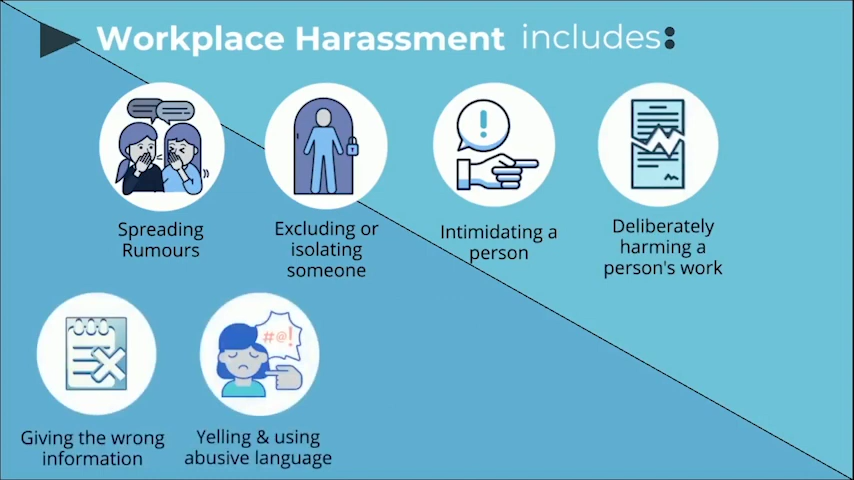 Workplace Harassment includes:
Spreading
Rumours
Excluding or
isolating
someone
!
Intimidating a
person
Deliberately
harming a
person's work
Giving the wrong
information
#@!
Yelling & using
abusive language